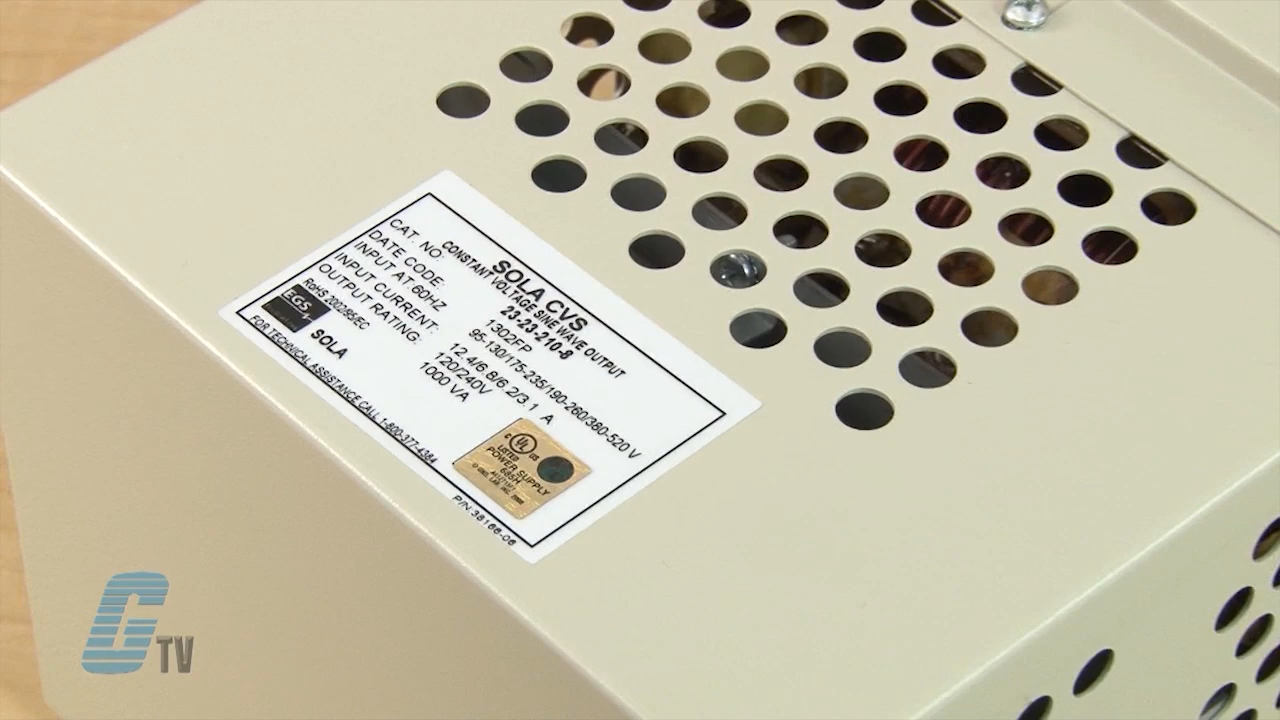 SOLA CVS
CONSTANT VOLTAGE SINE WAVE OUTPUT
CAT. NO: 23-23-210-8
DATE CODE: 1302FP
INPUT AT 60HZ 95-130/175-235/190-260/380-520 V
INPUT CURRENT: 12.4/6.8/6.2/3.1 A
OUTPUT RATING: 120/240V
1000 VA
RoHS 2002/95/EC
EGS
SOLA
FOR TECHNICAL ASSISTANCE CALL 1-800-377-4384
C UL US
LISTED
POWER SUPPLY
P/N 38166-06
G TV